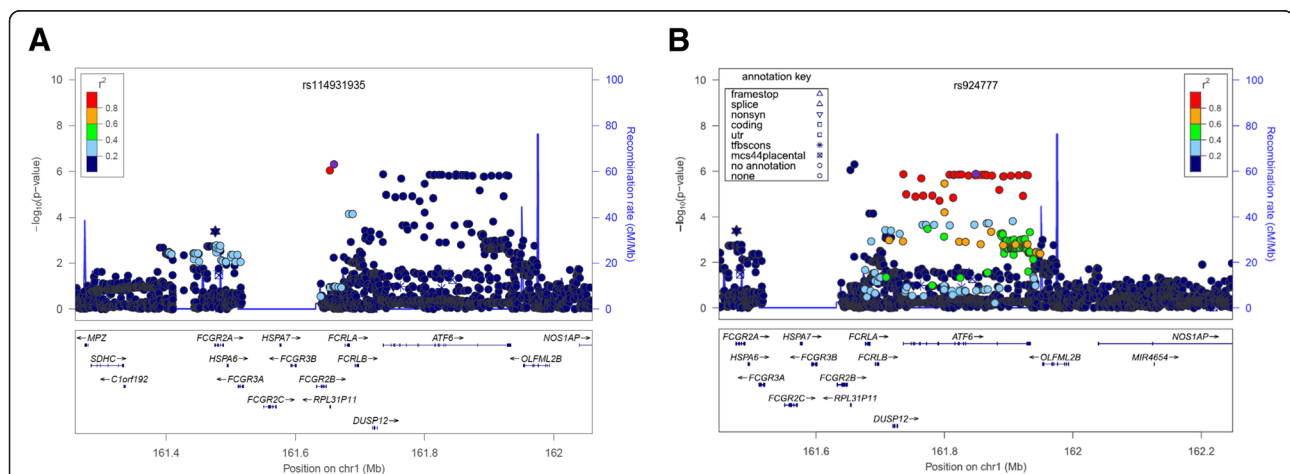 A
B
rs114931935
r²
0.8
0.6
0.4
0.2
10
8
6
4
2
0
−log10(p−value)
100
80
60
40
20
0
Recombination rate (cM/Mb)
←MPZ
FCGR2A→
HSPA7→
FCRLA→
ATF6→
NOS1AP→
SDHC→
HSPA6→
←FCGR3B
FCRLB→
←OLFML2B
←C1orf192
←FCGR3A
FCGR2B→
FCGR2C→
←RPL31P11
DUSP12→
161.4
161.6
161.8
162
Position on chr1 (Mb)
rs924777
annotation key
framestop
splice
nonsyn
coding
utr
tfbscons
mcs44placental
no annotation
none
r²
0.8
0.6
0.4
0.2
10
8
6
4
2
0
−log10(p−value)
100
80
60
40
20
0
Recombination rate (cM/Mb)
FCGR2A→
HSPA7→
FCRLA→
ATF6→
NOS1AP→
HSPA6→
←FCGR3B
FCRLB→
←OLFML2B
MIR4654→
←FCGR3A
FCGR2B→
FCGR2C→
←RPL31P11
DUSP12→
161.6
161.8
162
162.2
Position on chr1 (Mb)